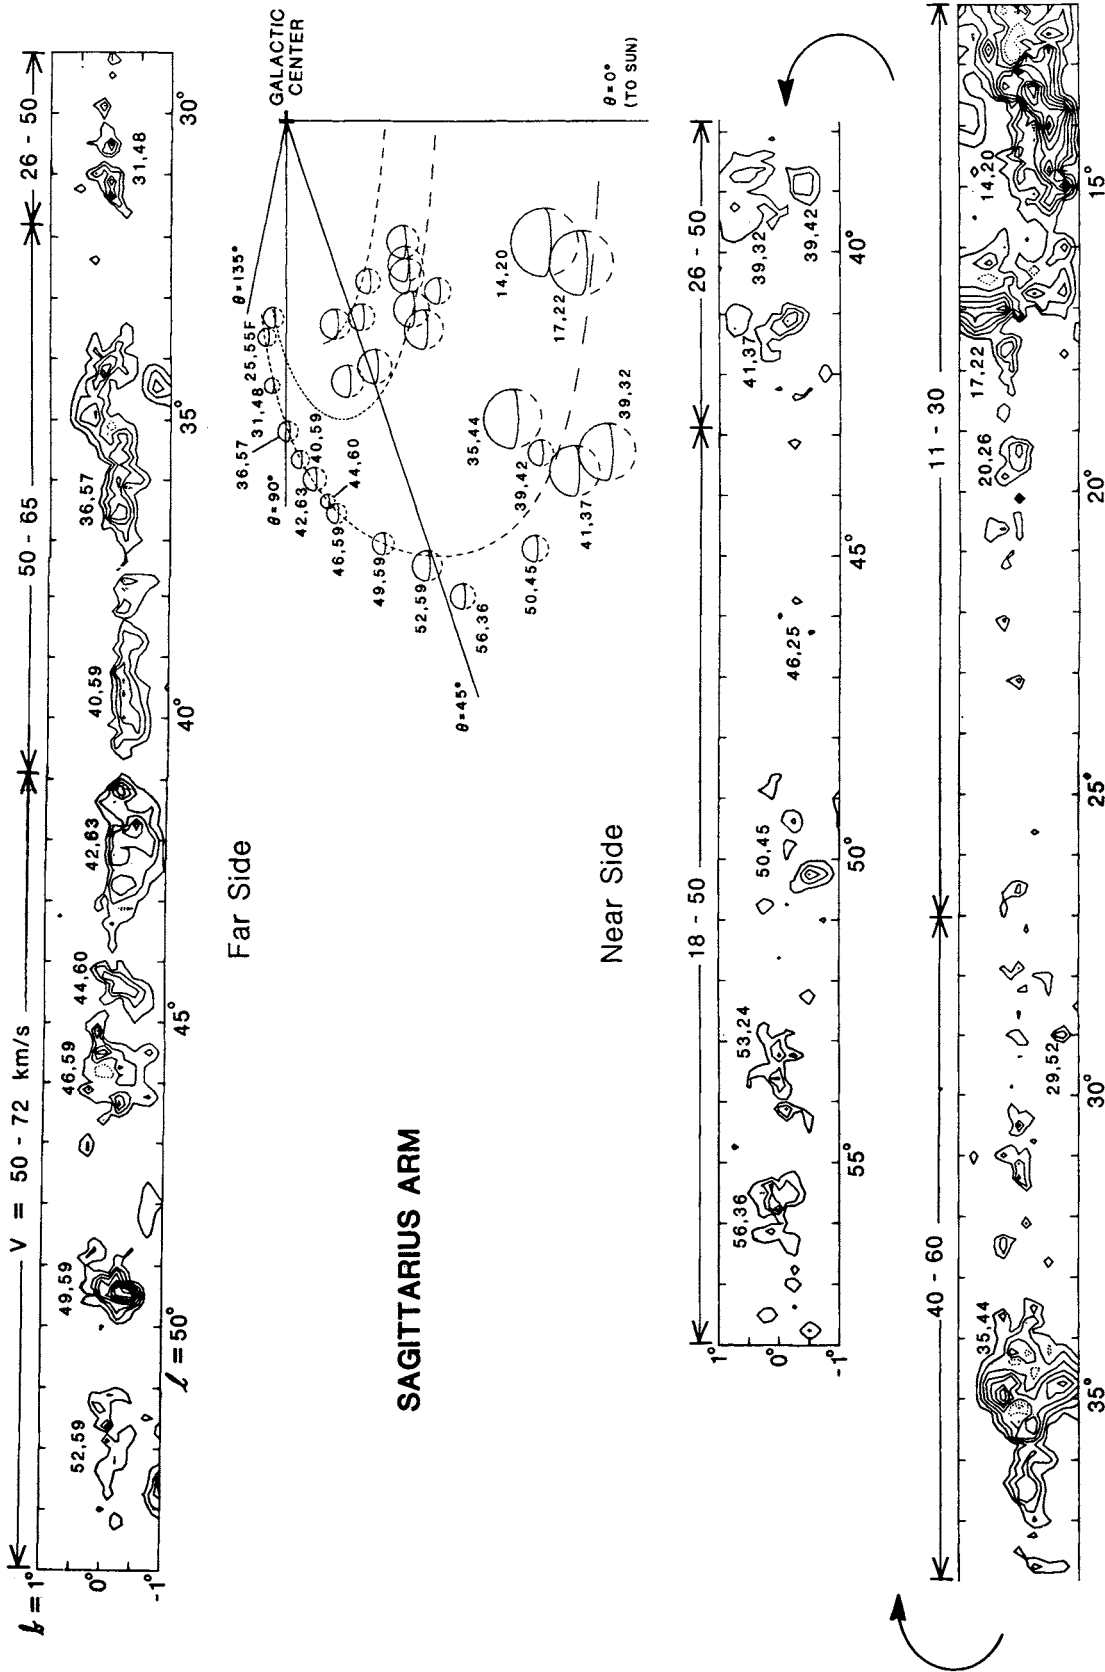 V = 50 - 72 km/s
50 - 65
26 - 50
b = 1°
0°
-1°
52,59
49,59
46,59
44,60
42,63
40,59
36,57
31,48
l = 50°
45°
40°
35°
30°
Far Side
SAGITTARIUS ARM
Near Side
GALACTIC
CENTER
θ=0°
(TO SUN)
θ=135°
θ=90°
θ=45°
25,55F
31,48
36,57
40,59
42,63
44,60
46,59
49,59
52,59
56,36
50,45
41,37
39,42
35,44
39,32
17,22
14,20
18 - 50
26 - 50
1°
0°
-1°
56,36
53,24
50,45
46,25
41,37
39,32
39,42
55°
50°
45°
40°
40 - 60
11 - 30
35,44
29,52
20,26
17,22
14,20
35°
30°
25°
20°
15°